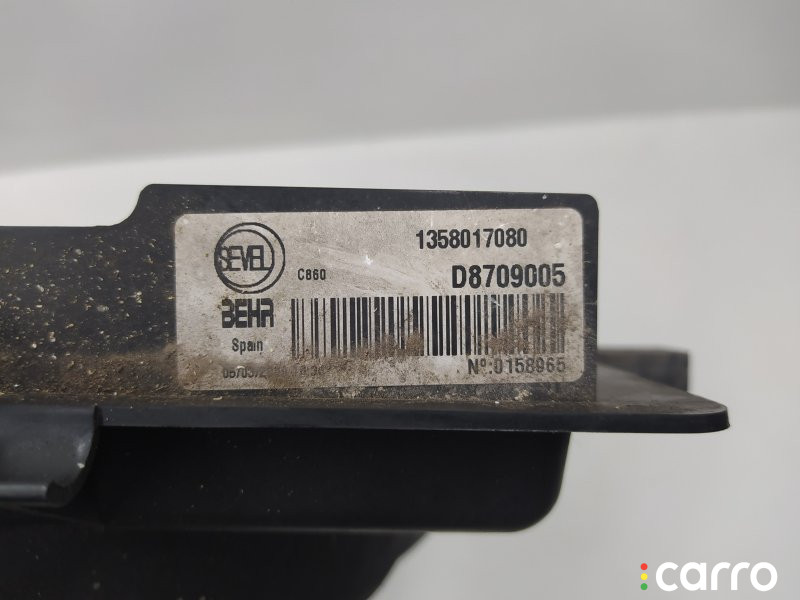 SEVEL
1358017080
C860
D8709005
BEHR
Spain
Nº:0158965
carro